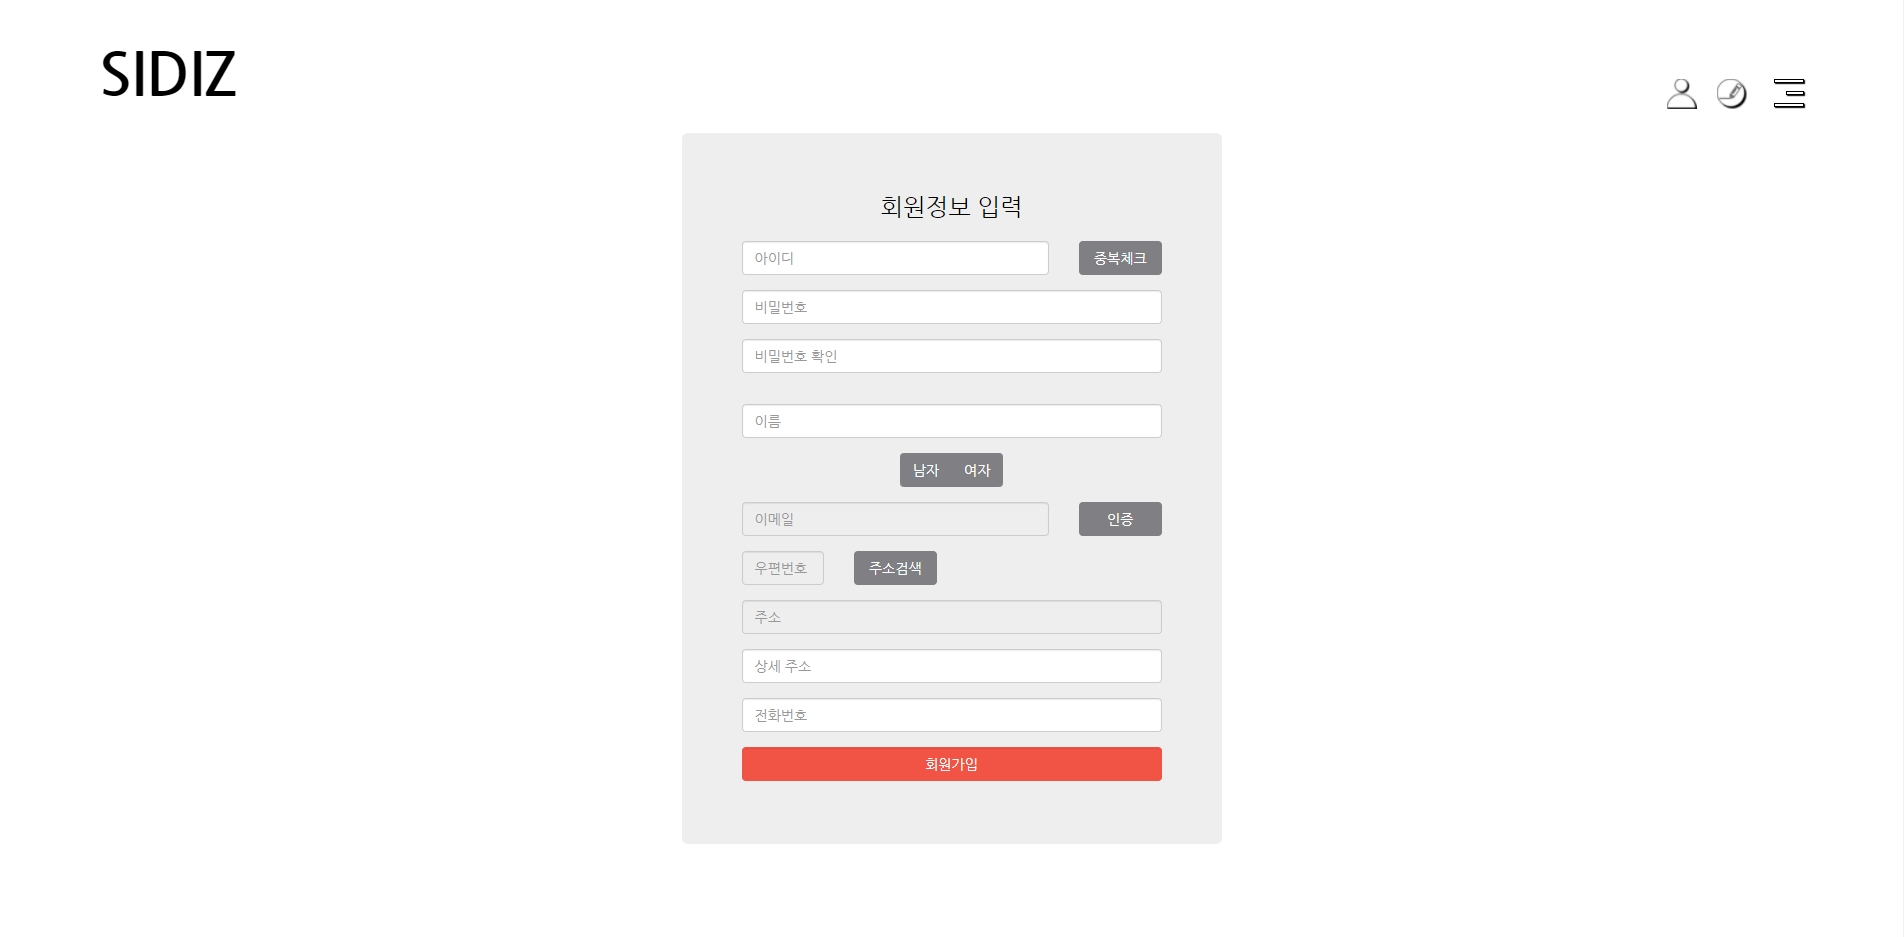 SIDIZ
회원정보 입력
아이디 중복체크
비밀번호
비밀번호 확인
이름
남자 여자
이메일 인증
우편번호 주소검색
주소
상세 주소
전화번호
회원가입